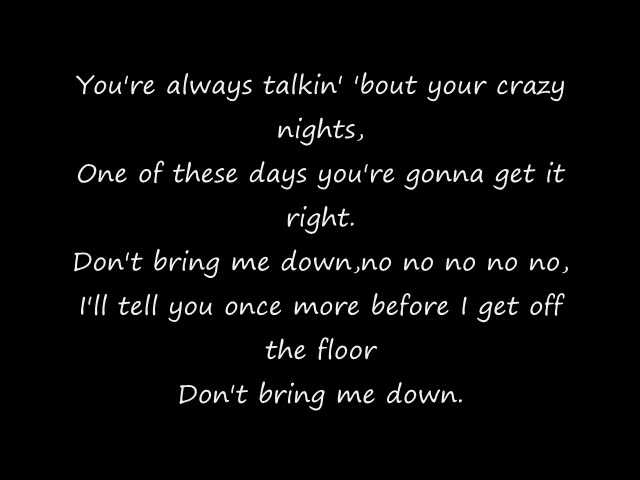 You're always talkin' 'bout your crazy
nights,
One of these days you're gonna get it
right.
Don't bring me down,no no no no no,
I'll tell you once more before I get off
the floor
Don't bring me down.